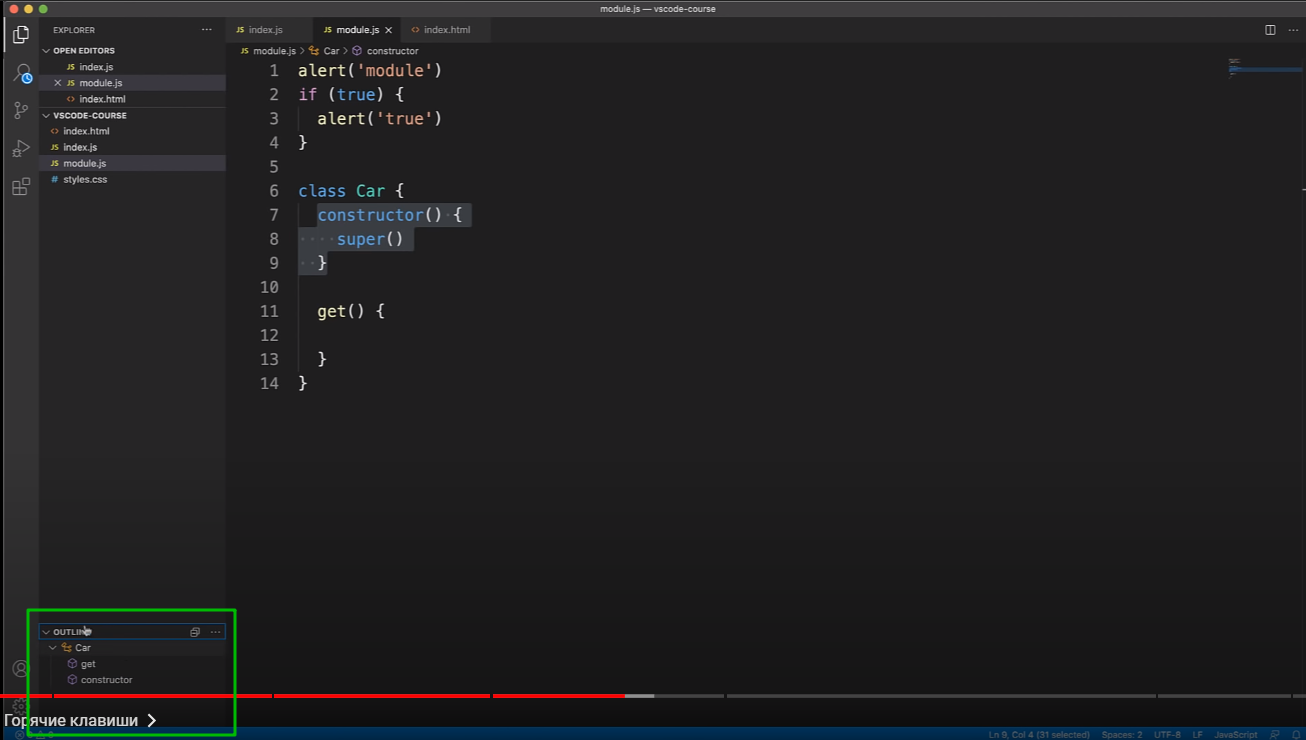 module.js — vscode-course
EXPLORER
OPEN EDITORS
JS index.js
JS module.js
<> index.html
VSCODE-COURSE
<> index.html
JS index.js
JS module.js
# styles.css
JS index.js
JS module.js
<> index.html
JS module.js > Car > constructor
1 alert('module')
2 if (true) {
3 alert('true')
4 }
5
6 class Car {
7 constructor() {
8 super()
9 }
10
11 get() {
12
13 }
14 }
OUTLINE
Car
get
constructor
Горячие клавиши
Ln 9, Col 4 (31 selected) Spaces: 2 UTF-8 LF JavaScript